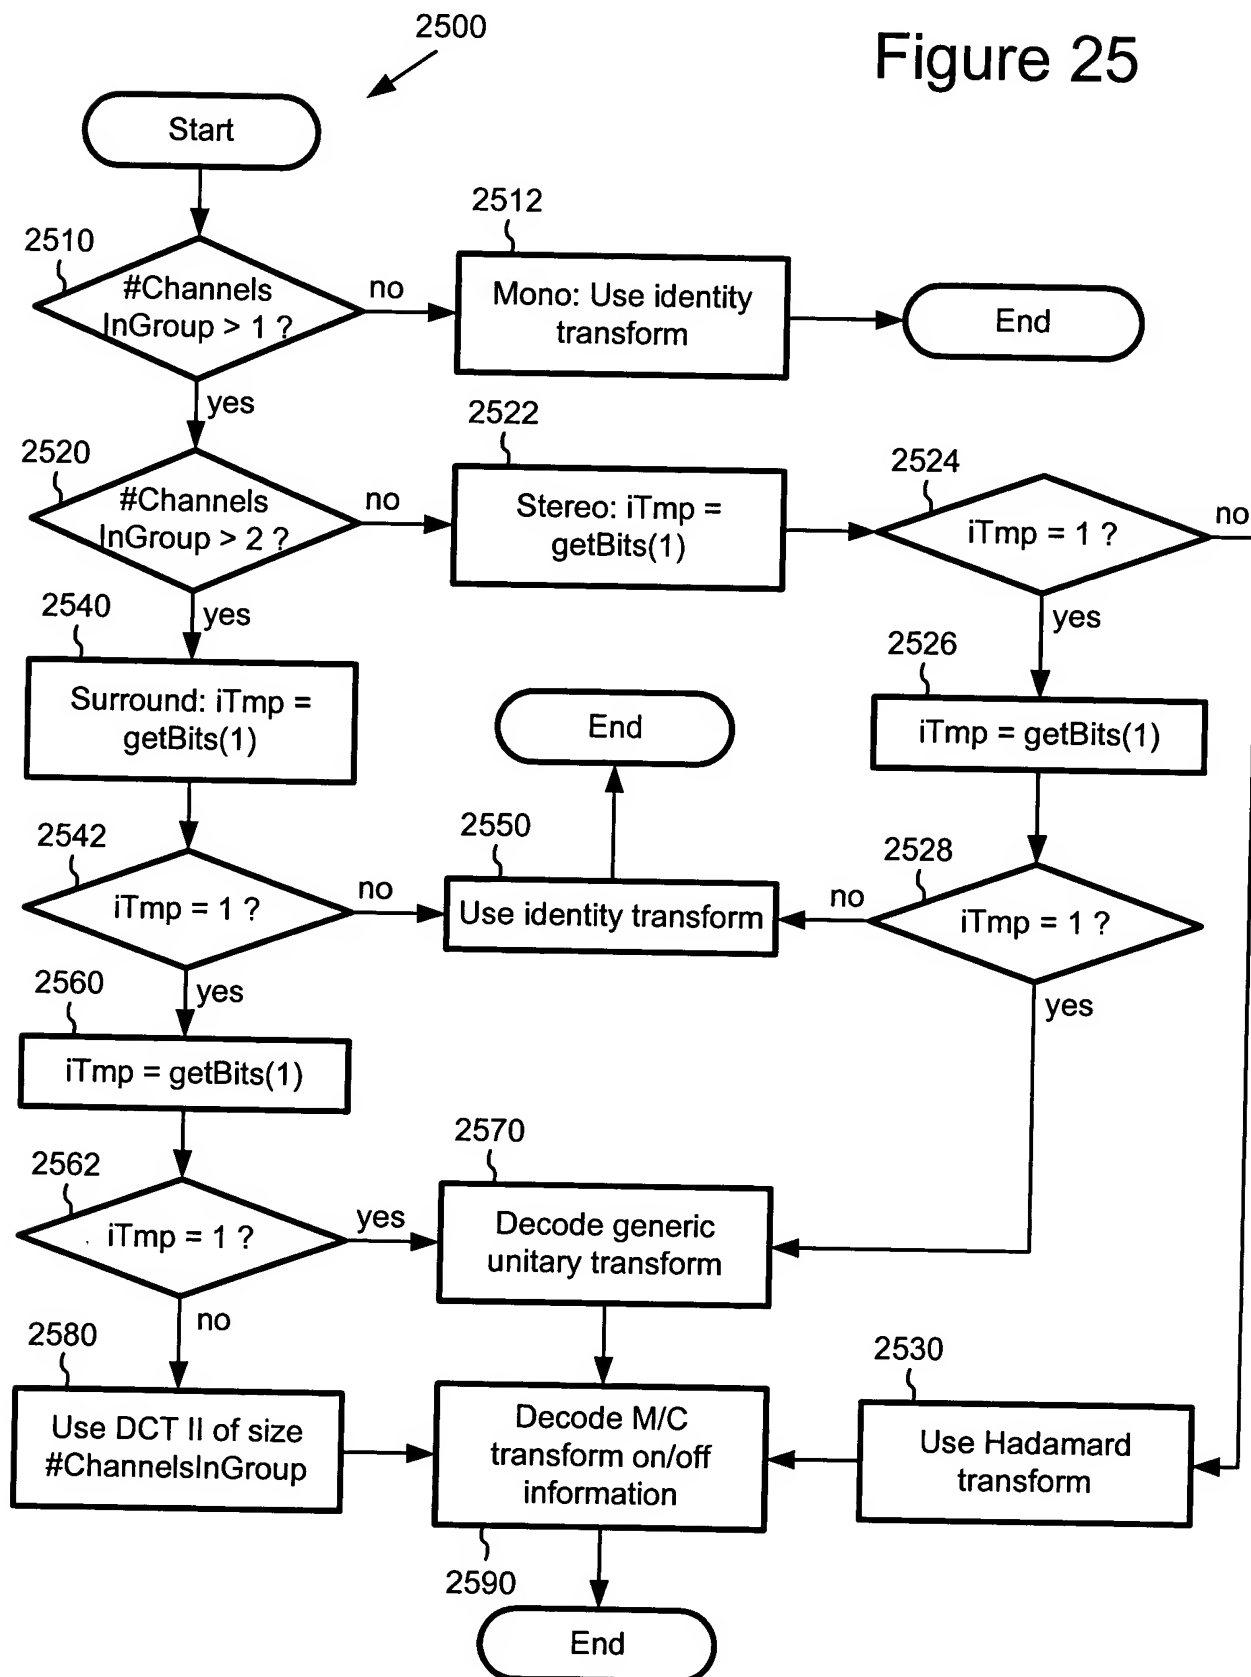 2500
Figure 25
Start
2510
#Channels
InGroup > 1 ?
no
yes
2512
Mono: Use identity
transform
End
2520
#Channels
InGroup > 2 ?
no
yes
2522
Stereo: iTmp =
getBits(1)
2524
iTmp = 1 ?
no
yes
2540
Surround: iTmp =
getBits(1)
End
2526
iTmp = getBits(1)
2542
iTmp = 1 ?
no
yes
2550
Use identity transform
2528
iTmp = 1 ?
no
yes
2560
iTmp = getBits(1)
2562
iTmp = 1 ?
yes
no
2570
Decode generic
unitary transform
2580
Use DCT II of size
#ChannelsInGroup
Decode M/C
transform on/off
information
2590
2530
Use Hadamard
transform
End